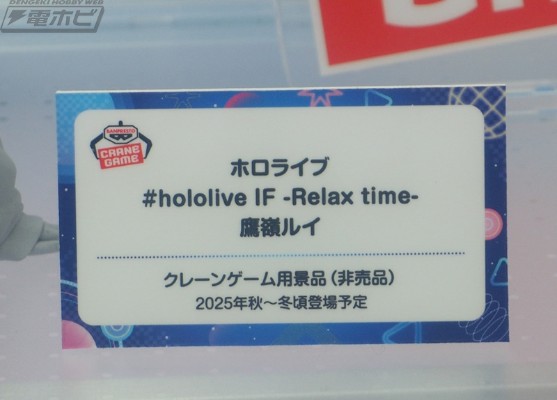 DENGEKI HOBBY WEB
電ホビ
BANPRESTO
CRANE
GAME
ホロライブ
#hololive IF -Relax time-
鷹嶺ルイ
クレーンゲーム用景品（非売品）
2025年秋～冬頃登場予定